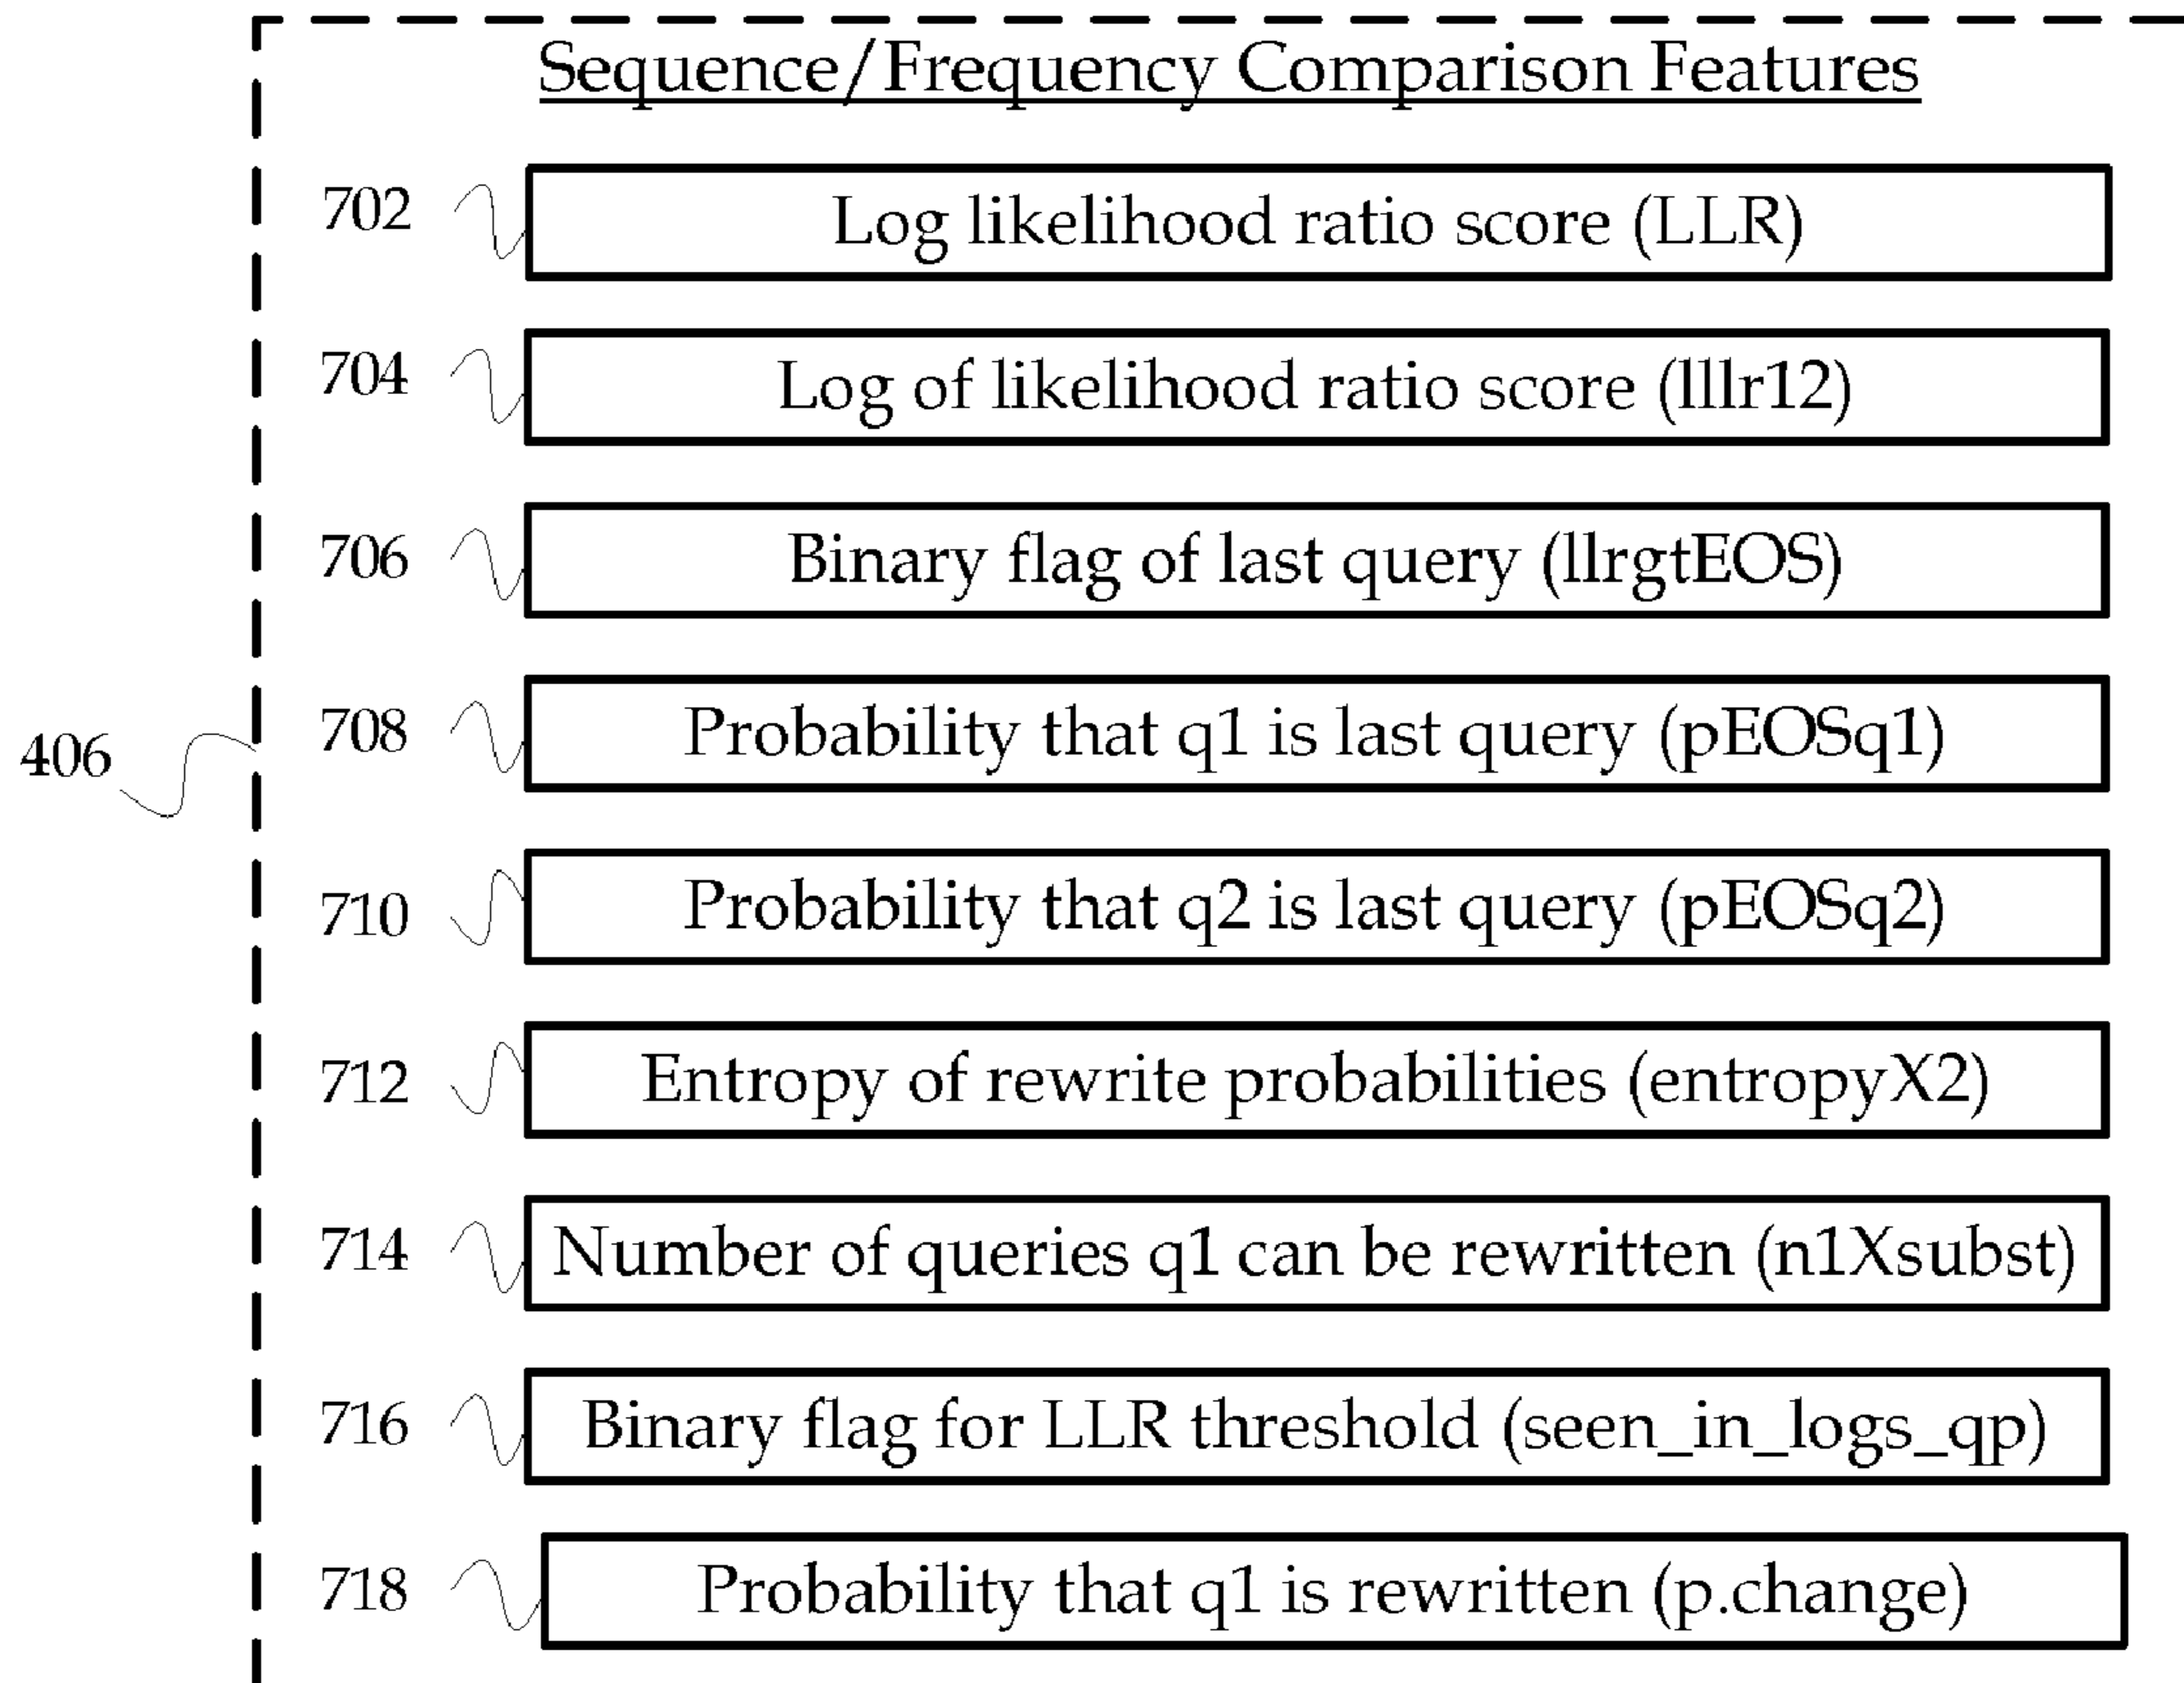 Sequence/Frequency Comparison Features
702 Log likelihood ratio score (LLR)
704 Log of likelihood ratio score (lllr12)
706 Binary flag of last query (llrgtEOS)
708 Probability that q1 is last query (pEOSq1)
406
710 Probability that q2 is last query (pEOSq2)
712 Entropy of rewrite probabilities (entropyX2)
714 Number of queries q1 can be rewritten (n1Xsubst)
716 Binary flag for LLR threshold (seen_in_logs_qp)
718 Probability that q1 is rewritten (p.change)